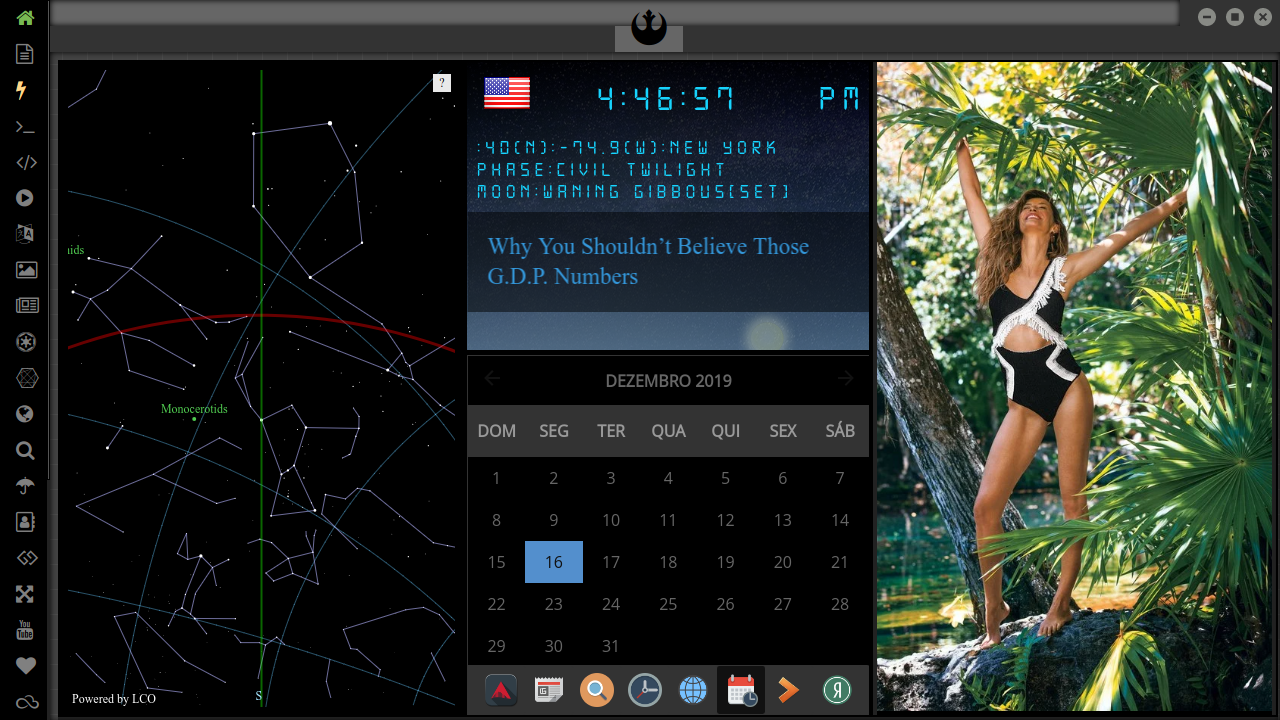 ?
uids
Monocerotids
Powered by LCO
S
4:46:57 PM
:40(N):-74.9(W):NEW YORK
PHASE:CIVIL TWILIGHT
MOON:WANING GIBBOUS(SET)
Why You Shouldn’t Believe Those
G.D.P. Numbers
DEZEMBRO 2019
DOM SEG TER QUA QUI SEX SÁB
1 2 3 4 5 6 7
8 9 10 11 12 13 14
15 16 17 18 19 20 21
22 23 24 25 26 27 28
29 30 31
You
Tube
Я